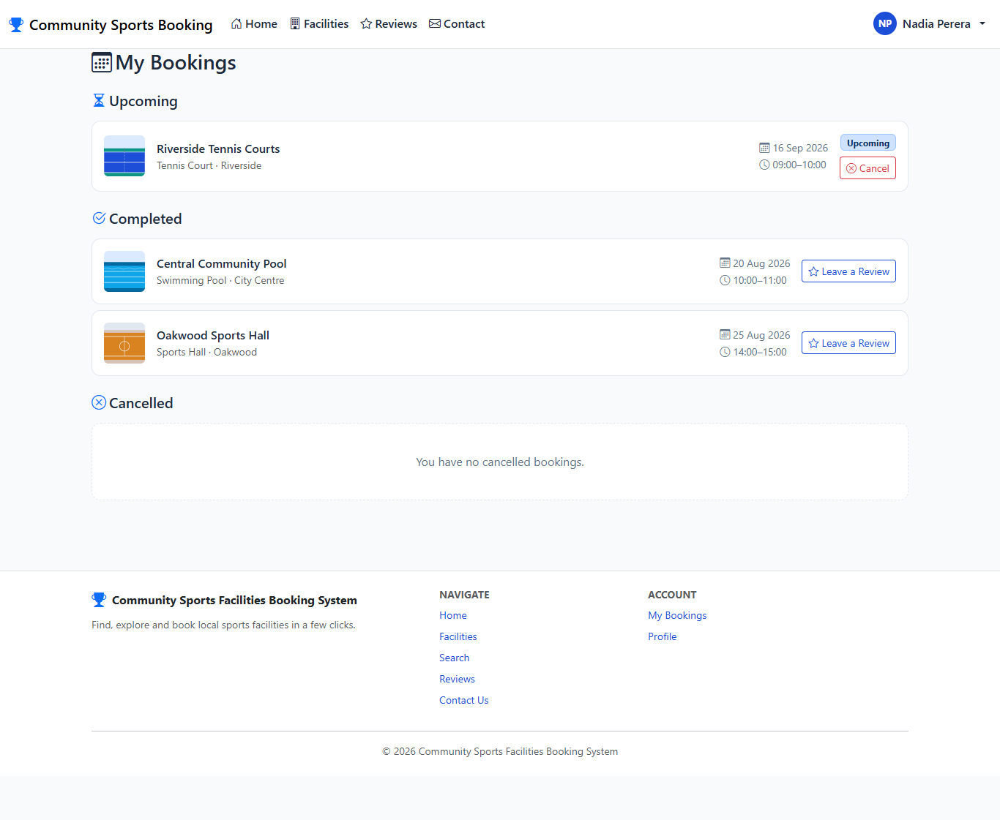 Community Sports Booking
Home
Facilities
Reviews
Contact
NP
Nadia Perera
My Bookings
Upcoming
Riverside Tennis Courts
Tennis Court · Riverside
16 Sep 2026
09:00–10:00
Upcoming
Cancel
Completed
Central Community Pool
Swimming Pool · City Centre
20 Aug 2026
10:00–11:00
Leave a Review
Oakwood Sports Hall
Sports Hall · Oakwood
25 Aug 2026
14:00–15:00
Leave a Review
Cancelled
You have no cancelled bookings.
Community Sports Facilities Booking System
Find, explore and book local sports facilities in a few clicks.
NAVIGATE
Home
Facilities
Search
Reviews
Contact Us
ACCOUNT
My Bookings
Profile
© 2026 Community Sports Facilities Booking System